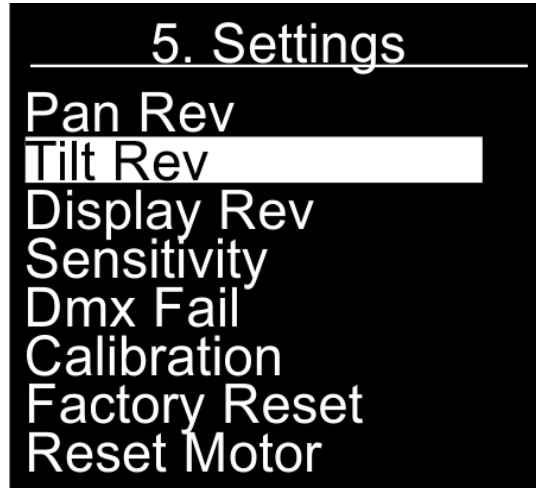 5. Settings
Pan Rev
Tilt Rev
Display Rev
Sensitivity
Dmx Fail
Calibration
Factory Reset
Reset Motor